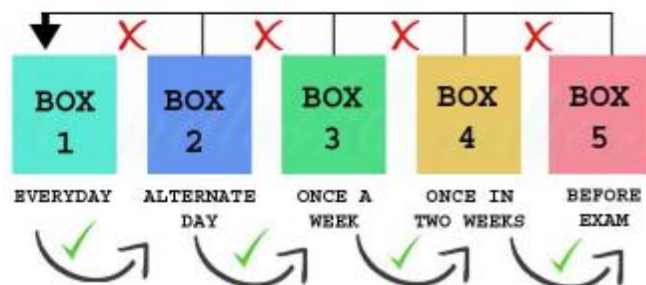 BOX
1
BOX
2
BOX
3
BOX
4
BOX
5
EVERYDAY
ALTERNATE
DAY
ONCE A
WEEK
ONCE IN
TWO WEEKS
BEFORE
EXAM